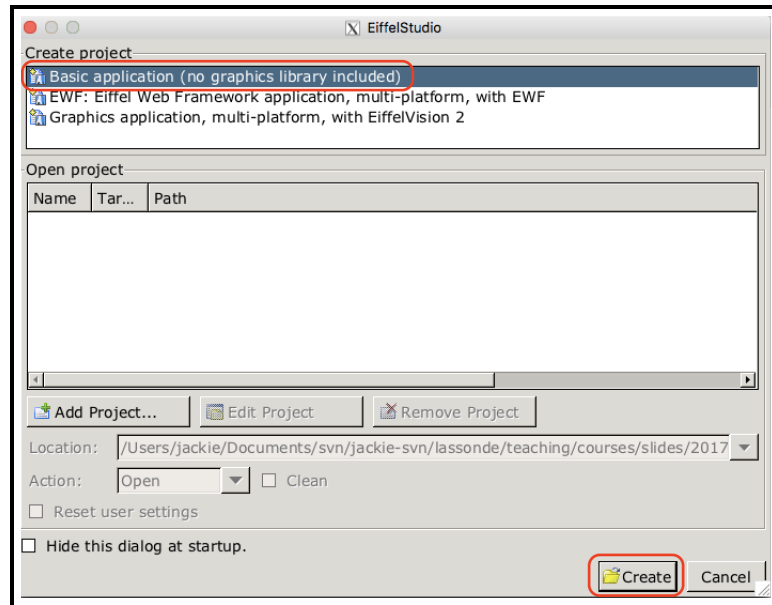 EiffelStudio
Create project
Basic application (no graphics library included)
EWF: Eiffel Web Framework application, multi-platform, with EWF
Graphics application, multi-platform, with EiffelVision 2
Open project
Name Tar... Path
Add Project... Edit Project Remove Project
Location: /Users/jackie/Documents/svn/jackie-svn/lassonde/teaching/courses/slides/2017
Action: Open Clean
Reset user settings
Hide this dialog at startup.
Create Cancel